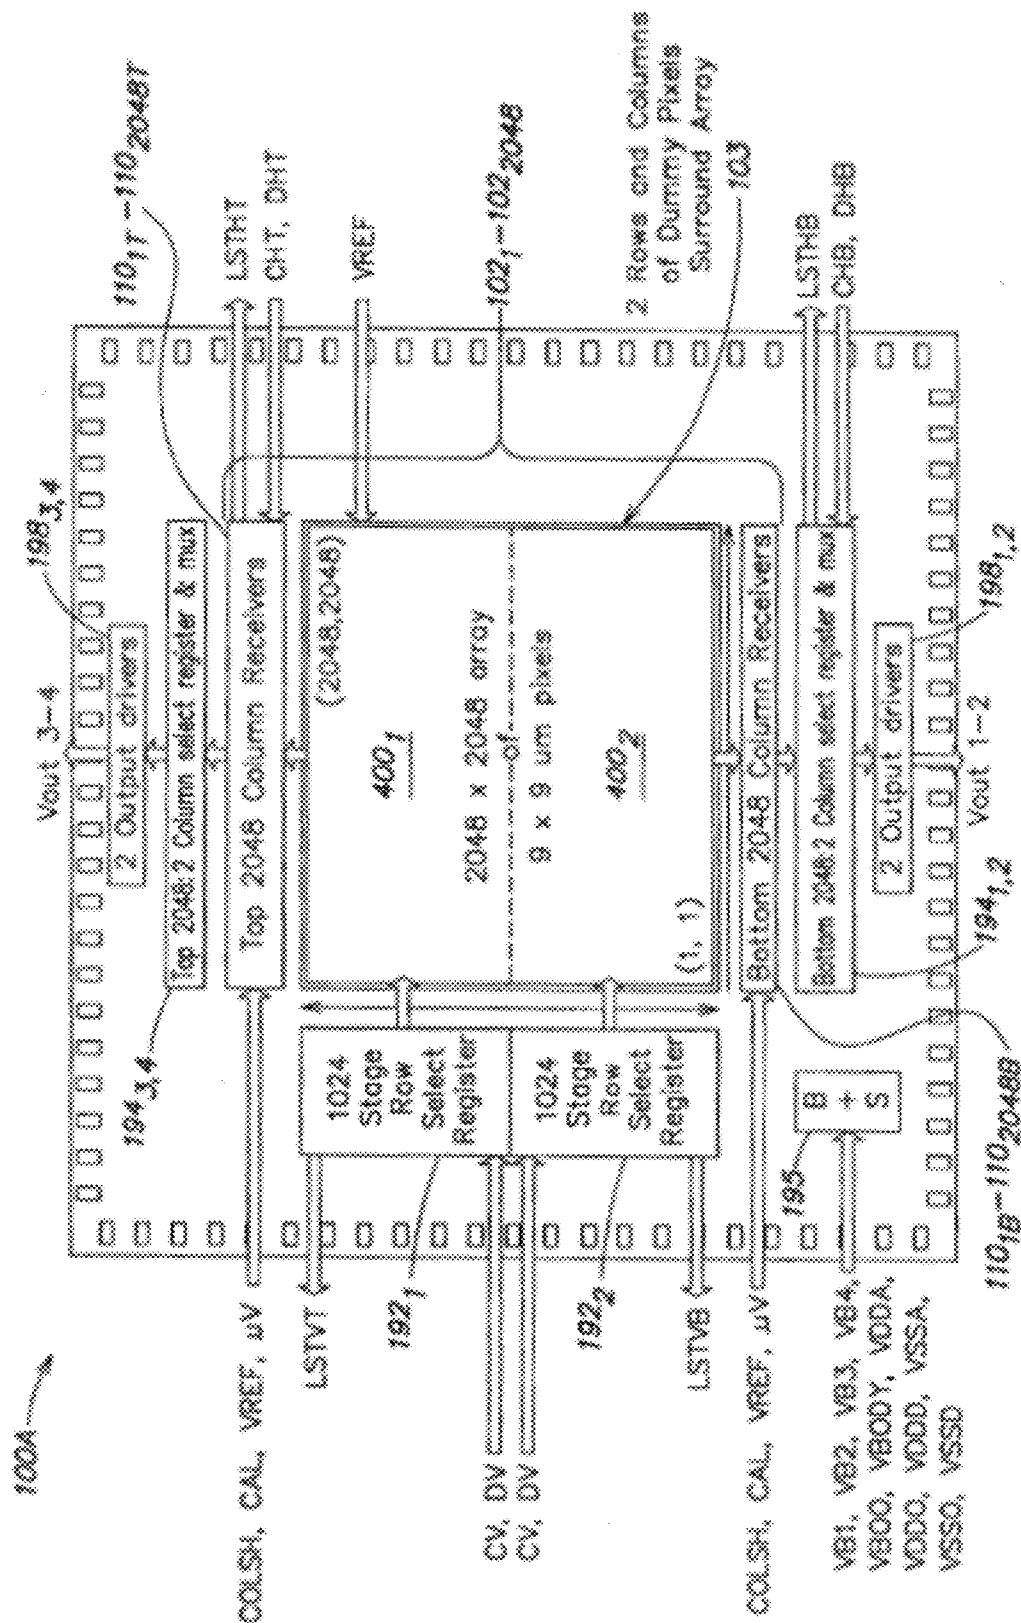 100A
Vout 3-4
198₃,₄
2 Output drivers
194₃,₄
Top 2048:2 Column select register & mux
110₁T-110₂₀₄₈T
Top 2048 Column Receivers
COLSH, CAL, VREF, μV
LSTHT
CHT, DHT
VREF
LSTVT
192₁
1024
Stage
Row
Select
Register
CV, DV
CV, DV
1024
Stage
Row
Select
Register
192₂
LSTVB
(2048,2048)
400₁
2048 x 2048 array
of
9 x 9 um pixels
400₂
(1, 1)
102₁-102₂₀₄₈
2 Rows and Columns
of Dummy Pixels
Surround Array
103
COLSH, CAL, VREF, μV
Bottom 2048 Column Receivers
Bottom 2048:2 Column select register & mux
LSTHB
CHB, DHB
195
B
+
S
VB1, VB2, VB3, VB4,
VBOO, VBODY, VDDA,
VDDO, VDDD, VSSA,
VSSO, VSSD
110₁B-110₂₀₄₈B
194₁,₂
2 Output drivers
198₁,₂
Vout 1-2